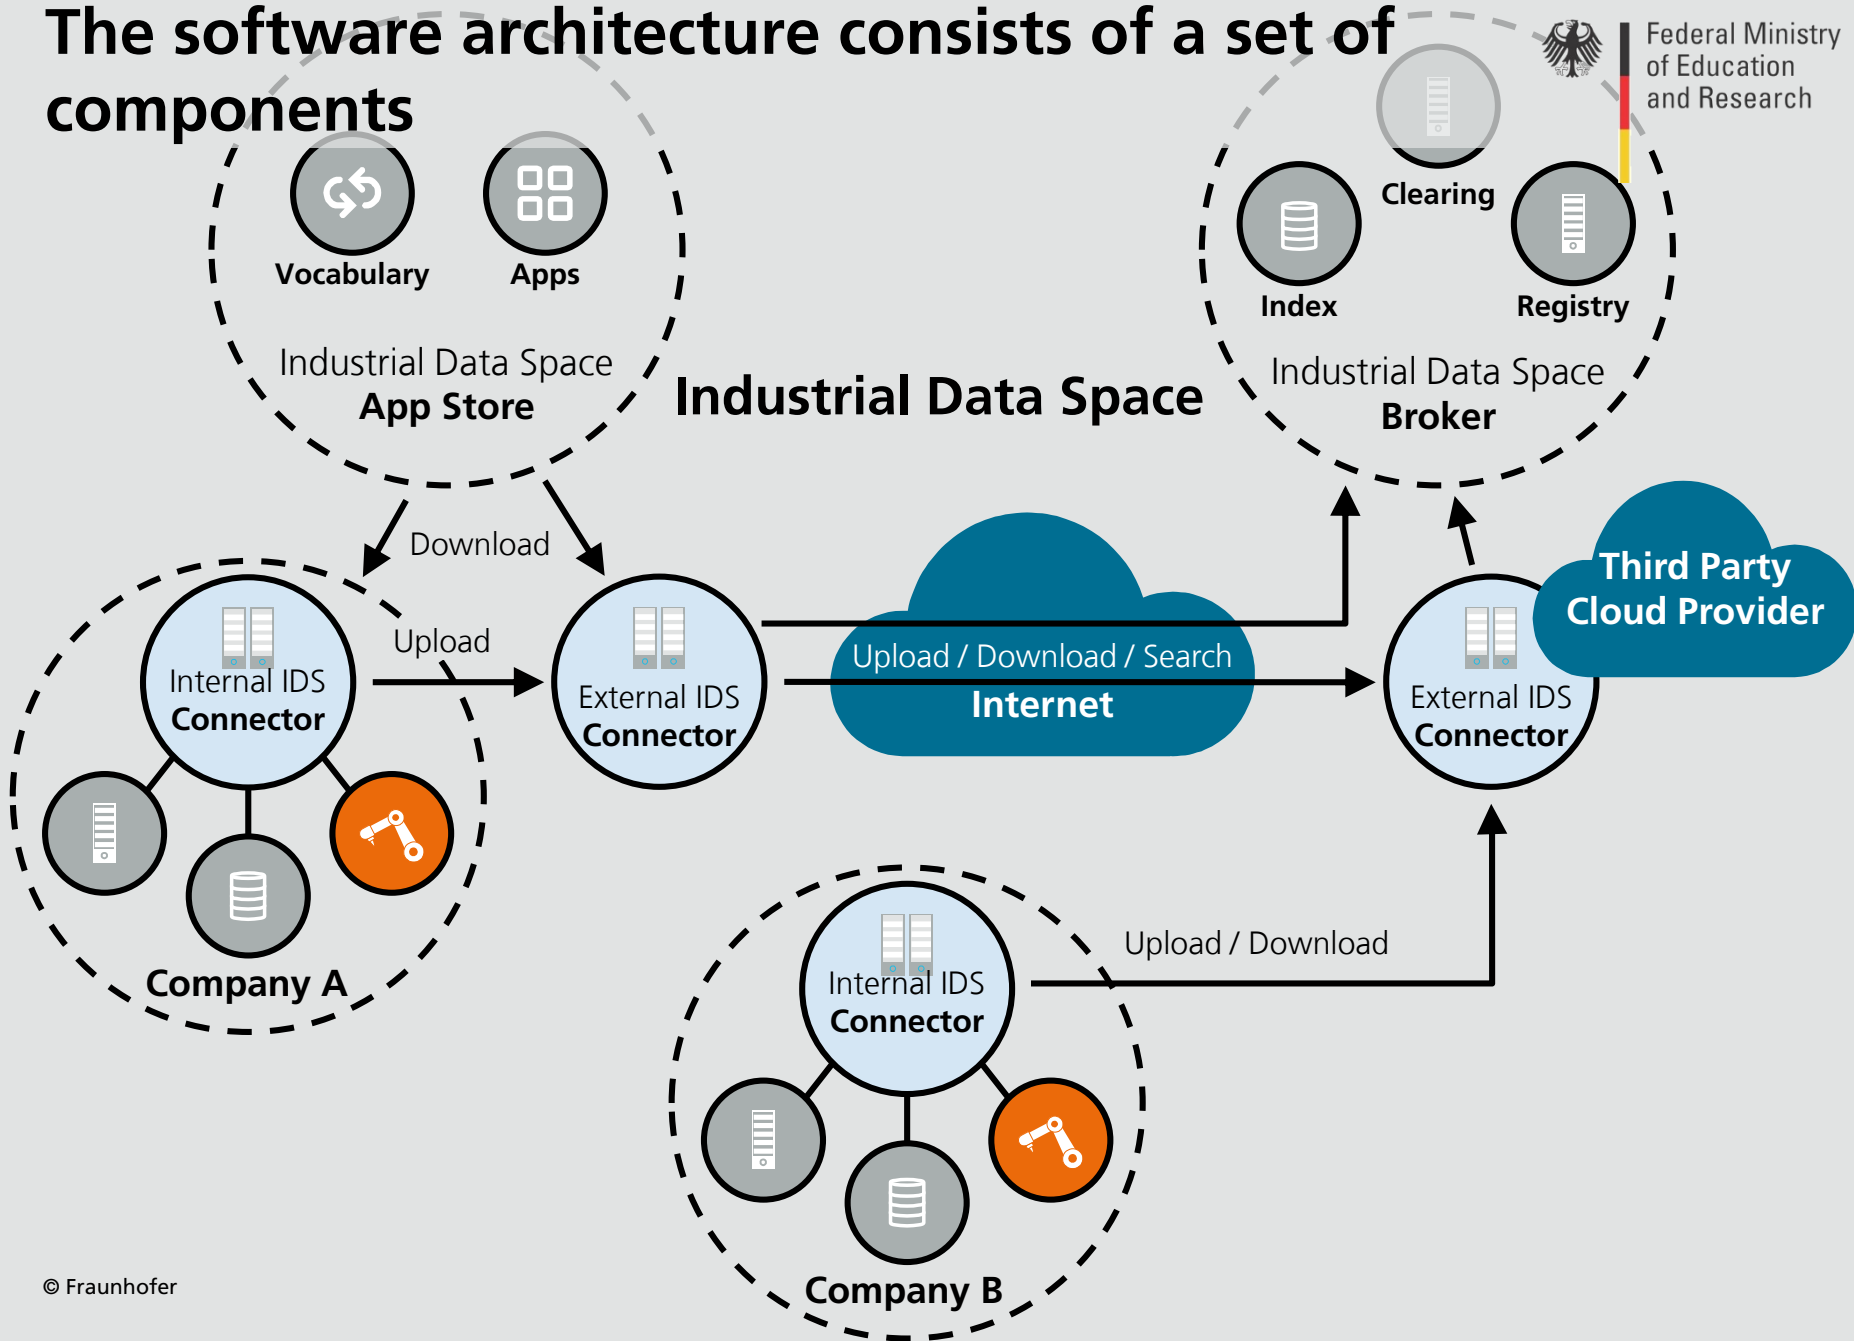 The software architecture consists of a set of
components
Federal Ministry
of Education
and Research
Vocabulary
Apps
Industrial Data Space
App Store
Industrial Data Space
Clearing
Index
Registry
Industrial Data Space
Broker
Download
Upload
Internal IDS
Connector
External IDS
Connector
Upload / Download / Search
Internet
External IDS
Connector
Third Party
Cloud Provider
Company A
Internal IDS
Connector
Upload / Download
Company B
© Fraunhofer